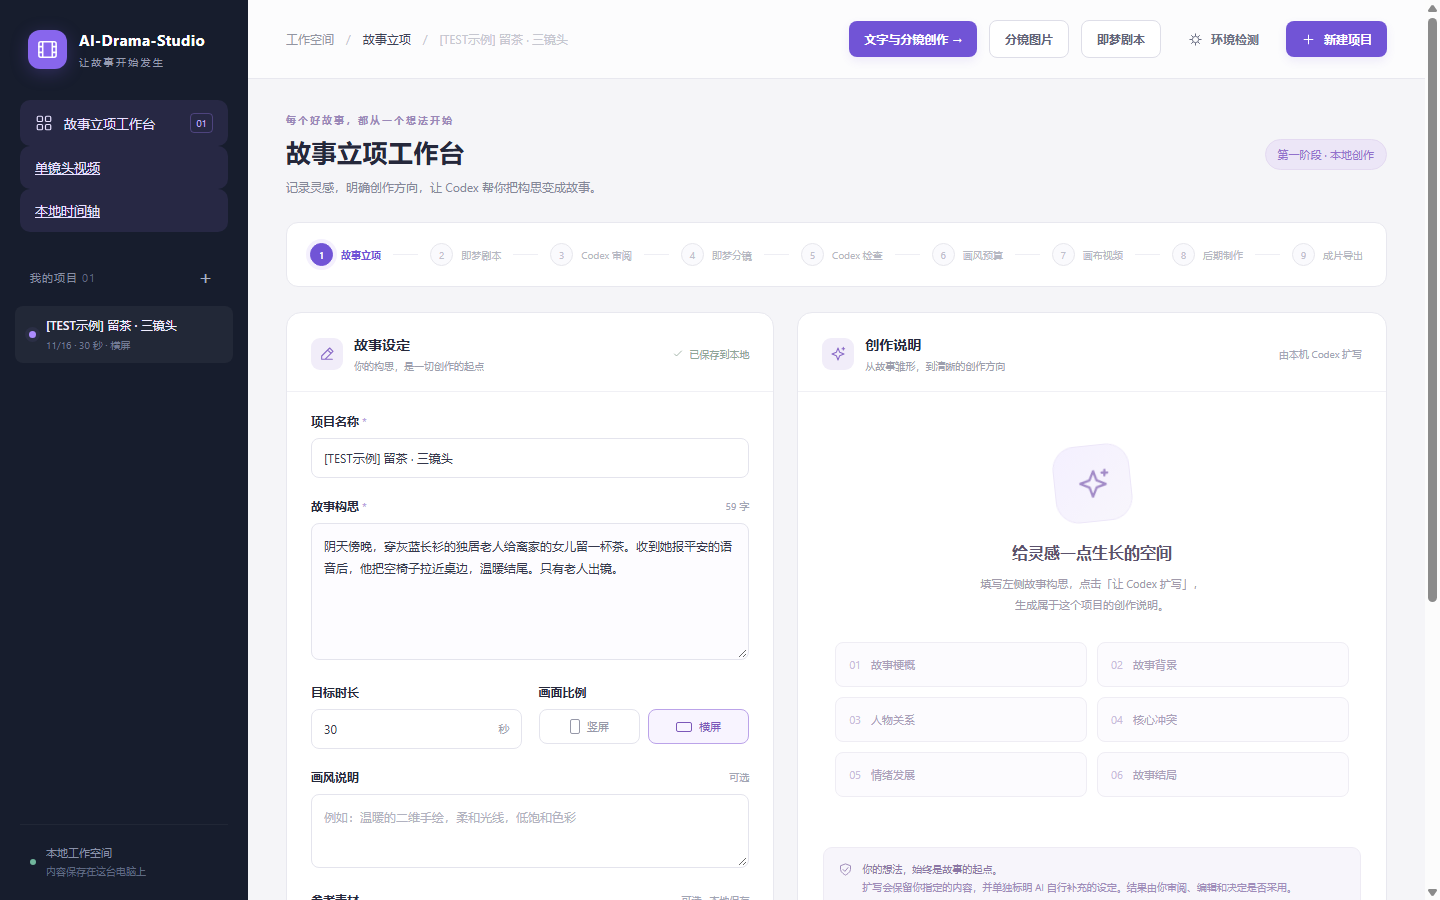 AI-Drama-Studio
让故事开始发生
故事立项工作台 01
单镜头视频
本地时间轴
我的项目 01 +
[TEST示例] 留茶 · 三镜头
11/16 · 30 秒 · 横屏
本地工作空间
内容保存在这台电脑上
工作空间 / 故事立项 / [TEST示例] 留茶 · 三镜头
文字与分镜创作 → 分镜图片 即梦剧本 环境检测 + 新建项目
每个好故事，都从一个想法开始
故事立项工作台
记录灵感，明确创作方向，让 Codex 帮你把构思变成故事。
第一阶段 · 本地创作
1 故事立项 2 即梦剧本 3 Codex 审阅 4 即梦分镜 5 Codex 检查 6 画风预算 7 画布视频 8 后期制作 9 成片导出
故事设定
你的构思，是一切创作的起点
已保存到本地
项目名称 *
[TEST示例] 留茶 · 三镜头
故事构思 * 59 字
阴天傍晚，穿灰蓝长衫的独居老人给离家的女儿留一杯茶。收到她报平安的语
音后，他把空椅子拉近桌边，温暖结尾。只有老人出镜。
目标时长 画面比例
30 秒 竖屏 横屏
画风说明 可选
例如：温暖的二维手绘，柔和光线，低饱和色彩
参考素材 可选 · 本地保存
创作说明
从故事雏形，到清晰的创作方向
由本机 Codex 扩写
给灵感一点生长的空间
填写左侧故事构思，点击「让 Codex 扩写」，
生成属于这个项目的创作说明。
01 故事梗概 02 故事背景
03 人物关系 04 核心冲突
05 情绪发展 06 故事结局
你的想法，始终是故事的起点。
扩写会保留你指定的内容，并单独标明 AI 自行补充的设定。结果由你审阅、编辑和决定是否采用。